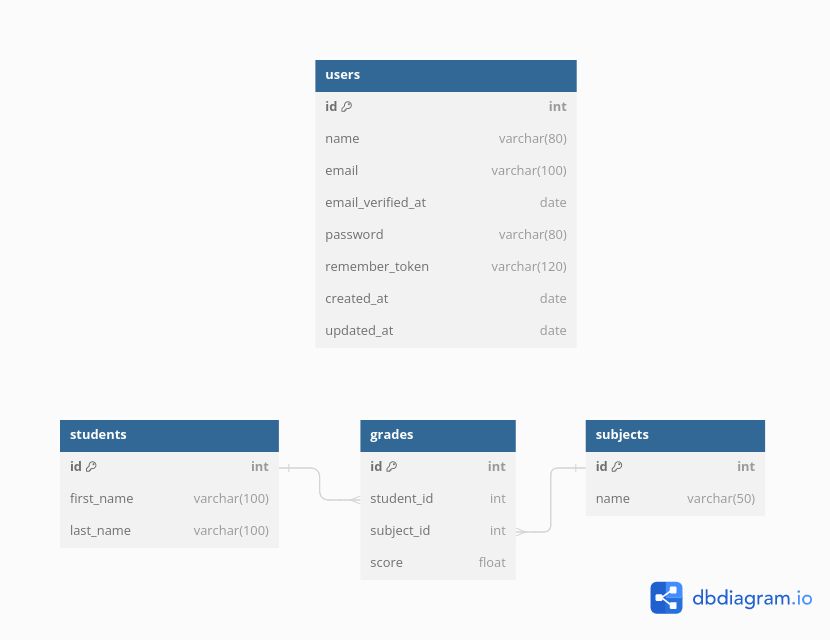 users
id int
name varchar(80)
email varchar(100)
email_verified_at date
password varchar(80)
remember_token varchar(120)
created_at date
updated_at date
students
id int
first_name varchar(100)
last_name varchar(100)
grades
id int
student_id int
subject_id int
score float
subjects
id int
name varchar(50)
dbdiagram.io